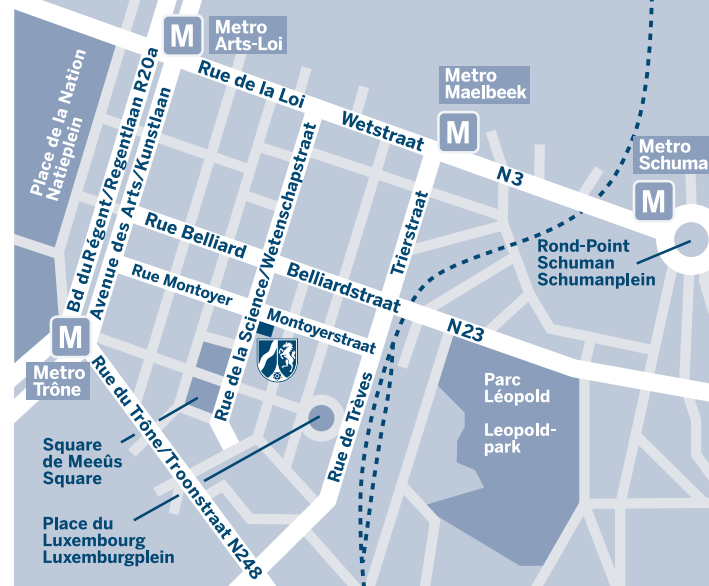 M
Metro
Arts-Loi
Place de la Nation
Natieplein
Bd du Régent/Regentlaan R20a
Avenue des Arts/Kunstlaan
Rue de la Loi
Wetstraat
Metro
Maelbeek
M
N3
Metro
Schuma
M
Rue de la Science/Wetenschapstraat
Trierstraat
Rue Belliard
Belliardstraat
N23
Rond-Point
Schuman
Schumanplein
Rue Montoyer
Montoyerstraat
M
Metro
Trône
Rue du Trône/Troonstraat N248
Rue de Trèves
Parc
Léopold
Leopold-
park
Square
de Meeûs
Square
Place du
Luxembourg
Luxemburgplein